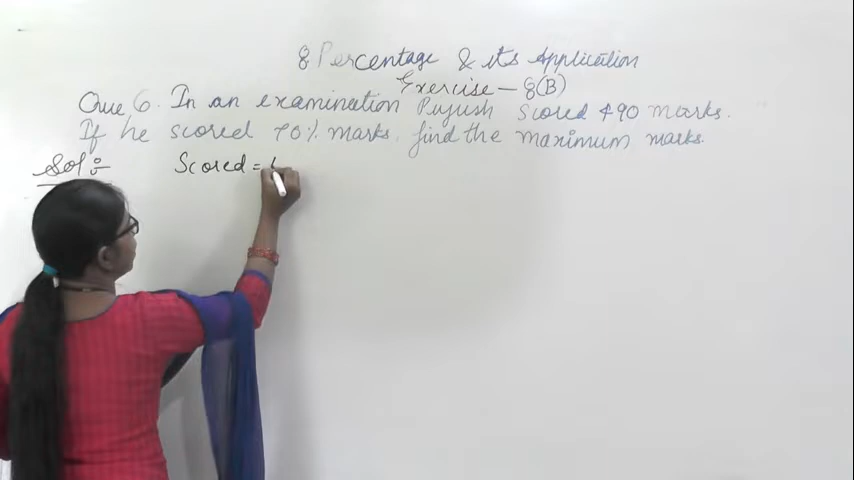 8 Percentage & its Application
Exercise - 8(B)
Que 6. In an examination Piyush scored 490 marks.
If he scored 70% marks, find the maximum marks.
Sol:-
Scored =